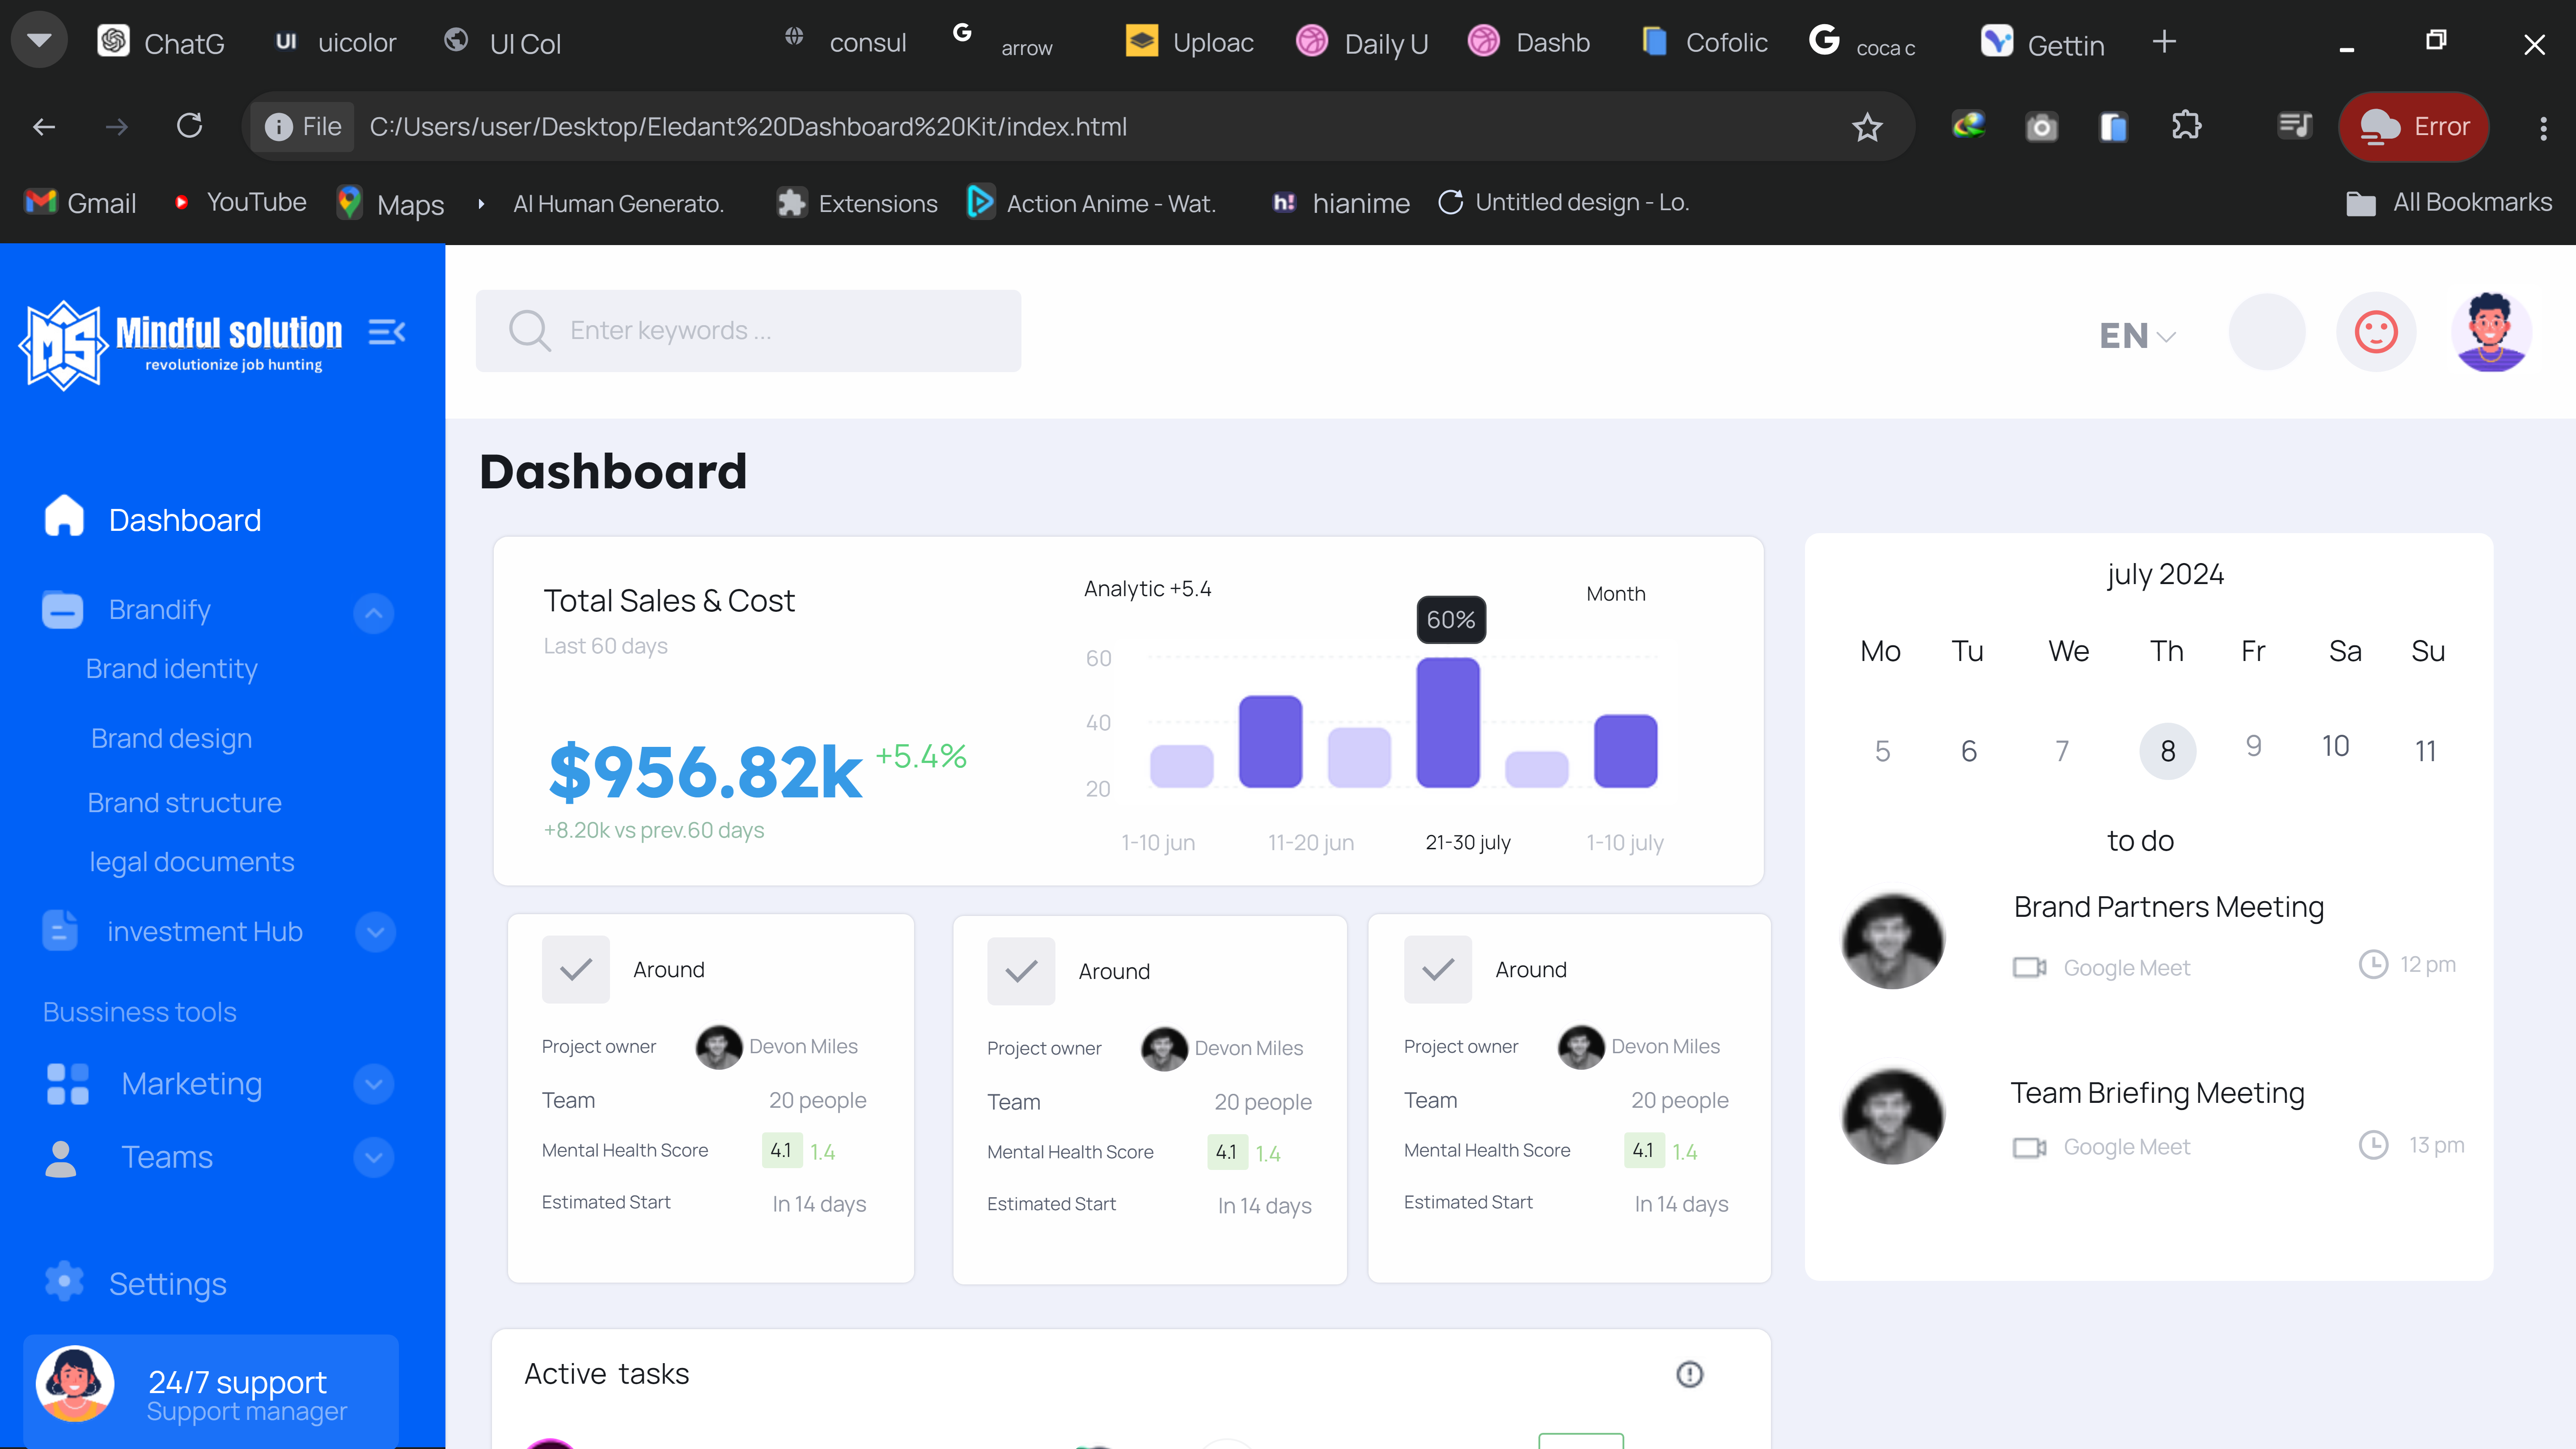 ChatG
UI uicolor
UI Col
consul
arrow
Uploac
Daily U
Dashb
Cofolic
coca c
Gettin
File
C:/Users/user/Desktop/Eledant%20Dashboard%20Kit/index.html
Error
Gmail
YouTube
Maps
AI Human Generato.
Extensions
Action Anime - Wat.
h! hianime
Untitled design - Lo.
All Bookmarks
MS
Mindful solution
revolutionize job hunting
Enter keywords ...
EN
Dashboard
Dashboard
Brandify
Brand identity
Brand design
Brand structure
legal documents
investment Hub
Bussiness tools
Marketing
Teams
Settings
24/7 support
Support manager
Total Sales & Cost
Last 60 days
$956.82k +5.4%
+8.20k vs prev.60 days
Analytic +5.4
Month
60%
60
40
20
1-10 jun 11-20 jun 21-30 july 1-10 july
july 2024
Mo Tu We Th Fr Sa Su
5 6 7 8 9 10 11
to do
Brand Partners Meeting
Google Meet 12 pm
Team Briefing Meeting
Google Meet 13 pm
Around
Project owner Devon Miles
Team 20 people
Mental Health Score 4.1 1.4
Estimated Start In 14 days
Around
Project owner Devon Miles
Team 20 people
Mental Health Score 4.1 1.4
Estimated Start In 14 days
Around
Project owner Devon Miles
Team 20 people
Mental Health Score 4.1 1.4
Estimated Start In 14 days
Active tasks